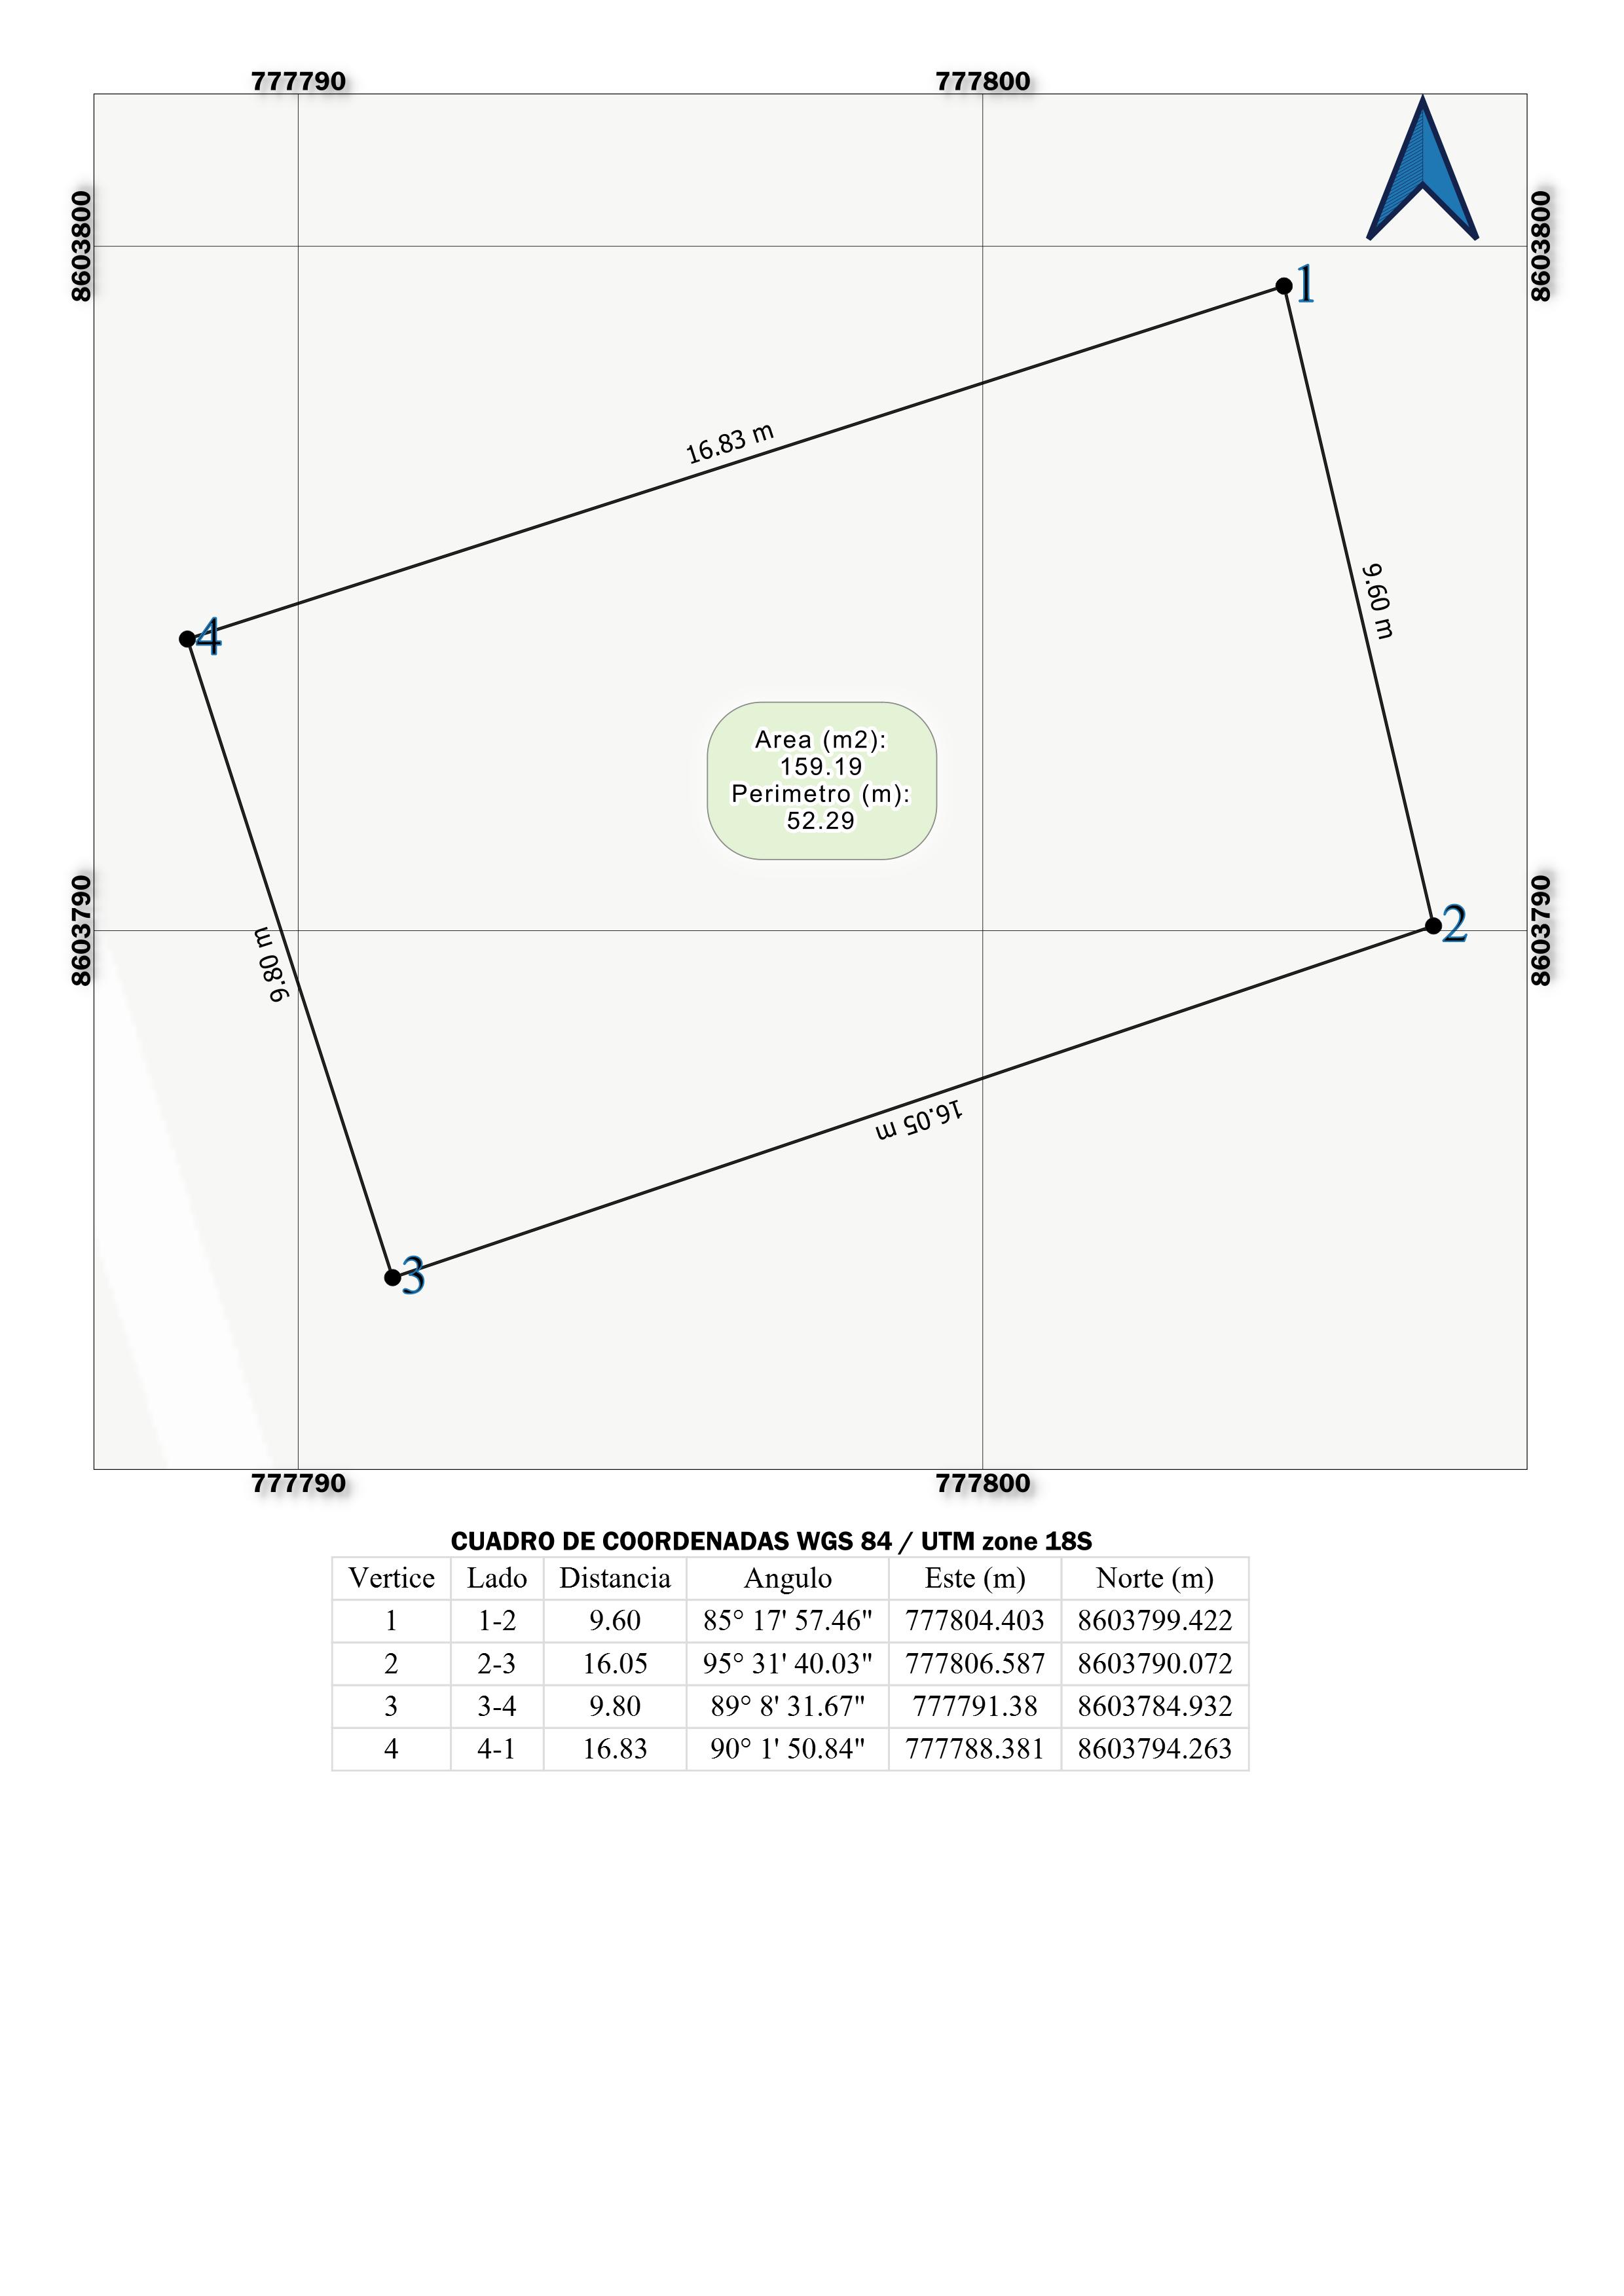 777790 777800
8603800 8603800
1
16.83 m
9.60 m
4
Area (m2):
159.19
Perimetro (m):
52.29
8603790 8603790
2
9.80 m
16.05 m
3
777790 777800
CUADRO DE COORDENADAS WGS 84 / UTM zone 18S
Vertice Lado Distancia Angulo Este (m) Norte (m)
1 1-2 9.60 85° 17' 57.46" 777804.403 8603799.422
2 2-3 16.05 95° 31' 40.03" 777806.587 8603790.072
3 3-4 9.80 89° 8' 31.67" 777791.38 8603784.932
4 4-1 16.83 90° 1' 50.84" 777788.381 8603794.263